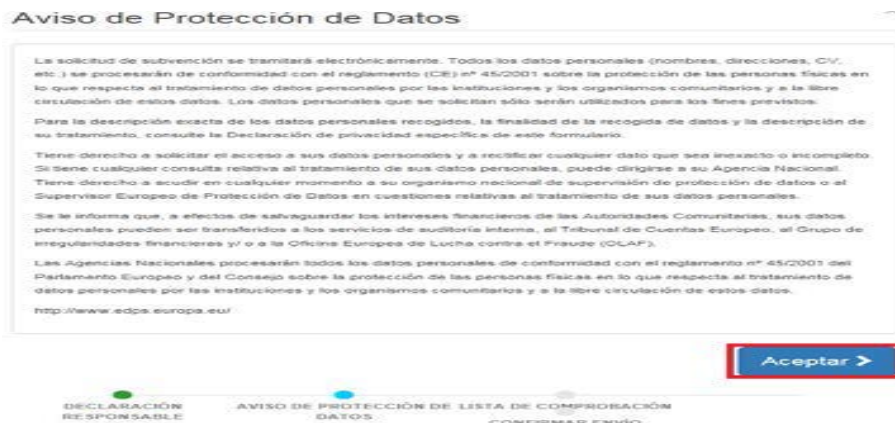 Aviso de Protección de Datos
La solicitud de subvención se tramitará electrónicamente. Todos los datos personales (nombres, direcciones, CV,
etc.) se procesarán de conformidad con el reglamento (CE) nº 45/2001 sobre la protección de las personas físicas en
lo que respecta al tratamiento de datos personales por las instituciones y los organismos comunitarios y a la libre
circulación de estos datos. Los datos personales que se solicitan sólo serán utilizados para los fines previstos.
Para la descripción exacta de los datos personales recogidos, la finalidad de la recogida de datos y la descripción de
su tratamiento, consulte la Declaración de privacidad específica de este formulario.
Tiene derecho a solicitar el acceso a sus datos personales y a rectificar cualquier dato que sea inexacto o incompleto.
Si tiene cualquier consulta relativa al tratamiento de sus datos personales, puede dirigirse a su Agencia Nacional.
Tiene derecho a acudir en cualquier momento a su organismo nacional de supervisión de protección de datos o al
Supervisor Europeo de Protección de Datos en cuestiones relativas al tratamiento de sus datos personales.
Se le informa que, a efectos de salvaguardar los intereses financieros de las Autoridades Comunitarias, sus datos
personales pueden ser transferidos a los servicios de auditoría interna, al Tribunal de Cuentas Europeo, al Grupo de
irregularidades financieras y/ o a la Oficina Europea de Lucha contra el Fraude (OLAF).
Las Agencias Nacionales procesarán todos los datos personales de conformidad con el reglamento nº 45/2001 del
Parlamento Europeo y del Consejo sobre la protección de las personas físicas en lo que respecta al tratamiento de
datos personales por las instituciones y los organismos comunitarios y a la libre circulación de estos datos.
http://www.edps.europa.eu/
Aceptar
DECLARACIÓN RESPONSABLE
AVISO DE PROTECCIÓN DE DATOS
LISTA DE COMPROBACIÓN
CONFIRMAR ENVÍO